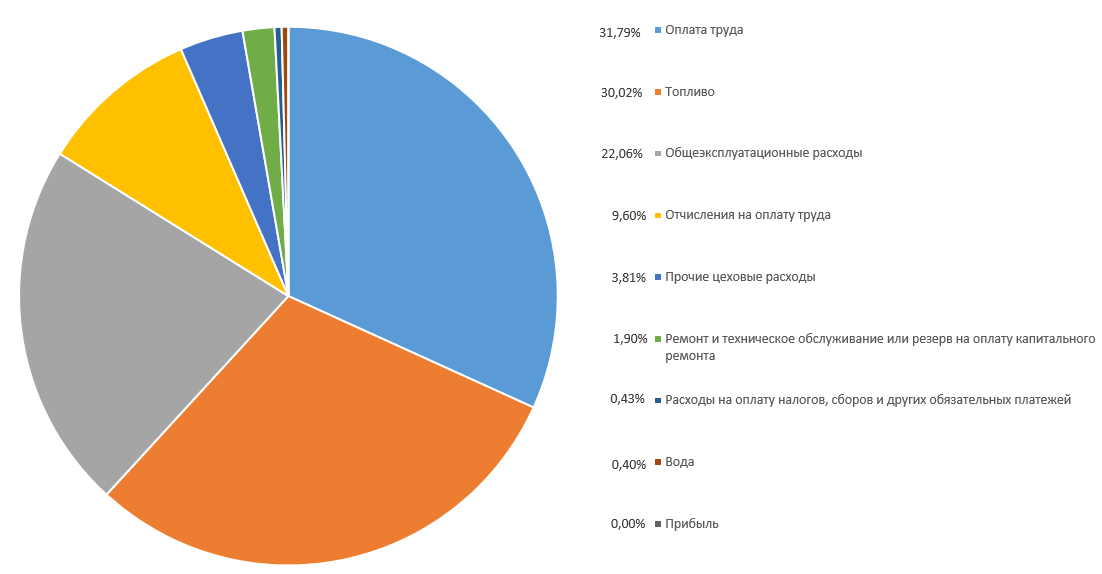 31,79% Оплата труда
30,02% Топливо
22,06% Общеэксплуатационные расходы
9,60% Отчисления на оплату труда
3,81% Прочие цеховые расходы
1,90% Ремонт и техническое обслуживание или резерв на оплату капитального
ремонта
0,43% Расходы на оплату налогов, сборов и других обязательных платежей
0,40% Вода
0,00% Прибыль